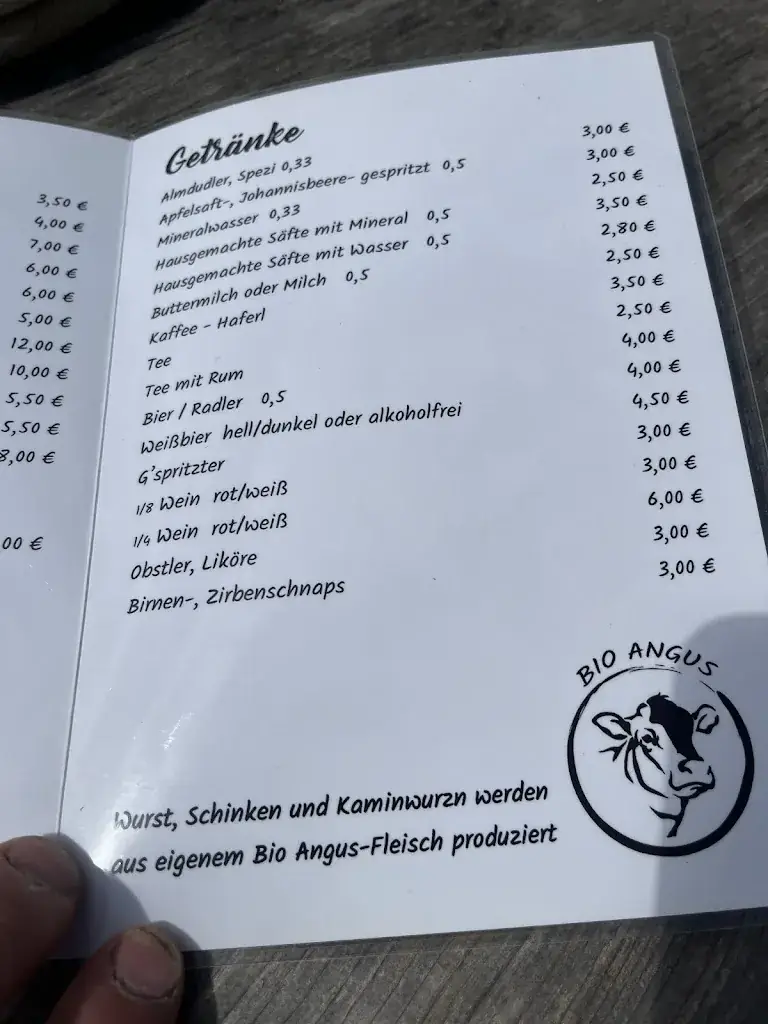 3,50 €
4,00 €
7,00 €
6,00 €
6,00 €
5,00 €
12,00 €
10,00 €
5,50 €
5,50 €
8,00 €
00 €
Getränke
Almdudler, Spezi 0,33 3,00 €
Apfelsaft-, Johannisbeere- gespritzt 0,5 3,00 €
Mineralwasser 0,33 2,50 €
Hausgemachte Säfte mit Mineral 0,5 3,50 €
Hausgemachte Säfte mit Wasser 0,5 2,80 €
Buttermilch oder Milch 0,5 2,50 €
Kaffee - Haferl 3,50 €
Tee 2,50 €
Tee mit Rum 4,00 €
Bier / Radler 0,5 4,00 €
Weißbier hell/dunkel oder alkoholfrei 4,50 €
G'spritzter 3,00 €
1/8 Wein rot/weiß 3,00 €
1/4 Wein rot/weiß 6,00 €
Obstler, Liköre 3,00 €
Birnen-, Zirbenschnaps 3,00 €
BIO ANGUS
Wurst, Schinken und Kaminwurzn werden
aus eigenem Bio Angus-Fleisch produziert